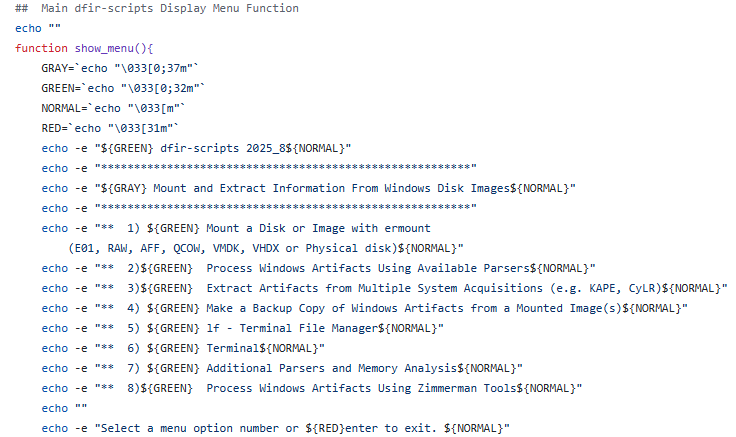 ##  Main dfir-scripts Display Menu Function
echo ""
function show_menu(){
    GRAY=`echo "\033[0;37m"`
    GREEN=`echo "\033[0;32m"`
    NORMAL=`echo "\033[m"`
    RED=`echo "\033[31m"`
    echo -e "${GREEN} dfir-scripts 2025_8${NORMAL}"
    echo -e "********************************************************"
    echo -e "${GRAY} Mount and Extract Information From Windows Disk Images${NORMAL}"
    echo -e "********************************************************"
    echo -e "**  1) ${GREEN} Mount a Disk or Image with ermount
        (E01, RAW, AFF, QCOW, VMDK, VHDX or Physical disk)${NORMAL}"
    echo -e "**  2)${GREEN}  Process Windows Artifacts Using Available Parsers${NORMAL}"
    echo -e "**  3)${GREEN}  Extract Artifacts from Multiple System Acquisitions (e.g. KAPE, CyLR)${NORMAL}"
    echo -e "**  4) ${GREEN} Make a Backup Copy of Windows Artifacts from a Mounted Image(s)${NORMAL}"
    echo -e "**  5) ${GREEN} lf - Terminal File Manager${NORMAL}"
    echo -e "**  6) ${GREEN} Terminal${NORMAL}"
    echo -e "**  7) ${GREEN} Additional Parsers and Memory Analysis${NORMAL}"
    echo -e "**  8)${GREEN}  Process Windows Artifacts Using Zimmerman Tools${NORMAL}"
    echo ""
    echo -e "Select a menu option number or ${RED}enter to exit. ${NORMAL}"